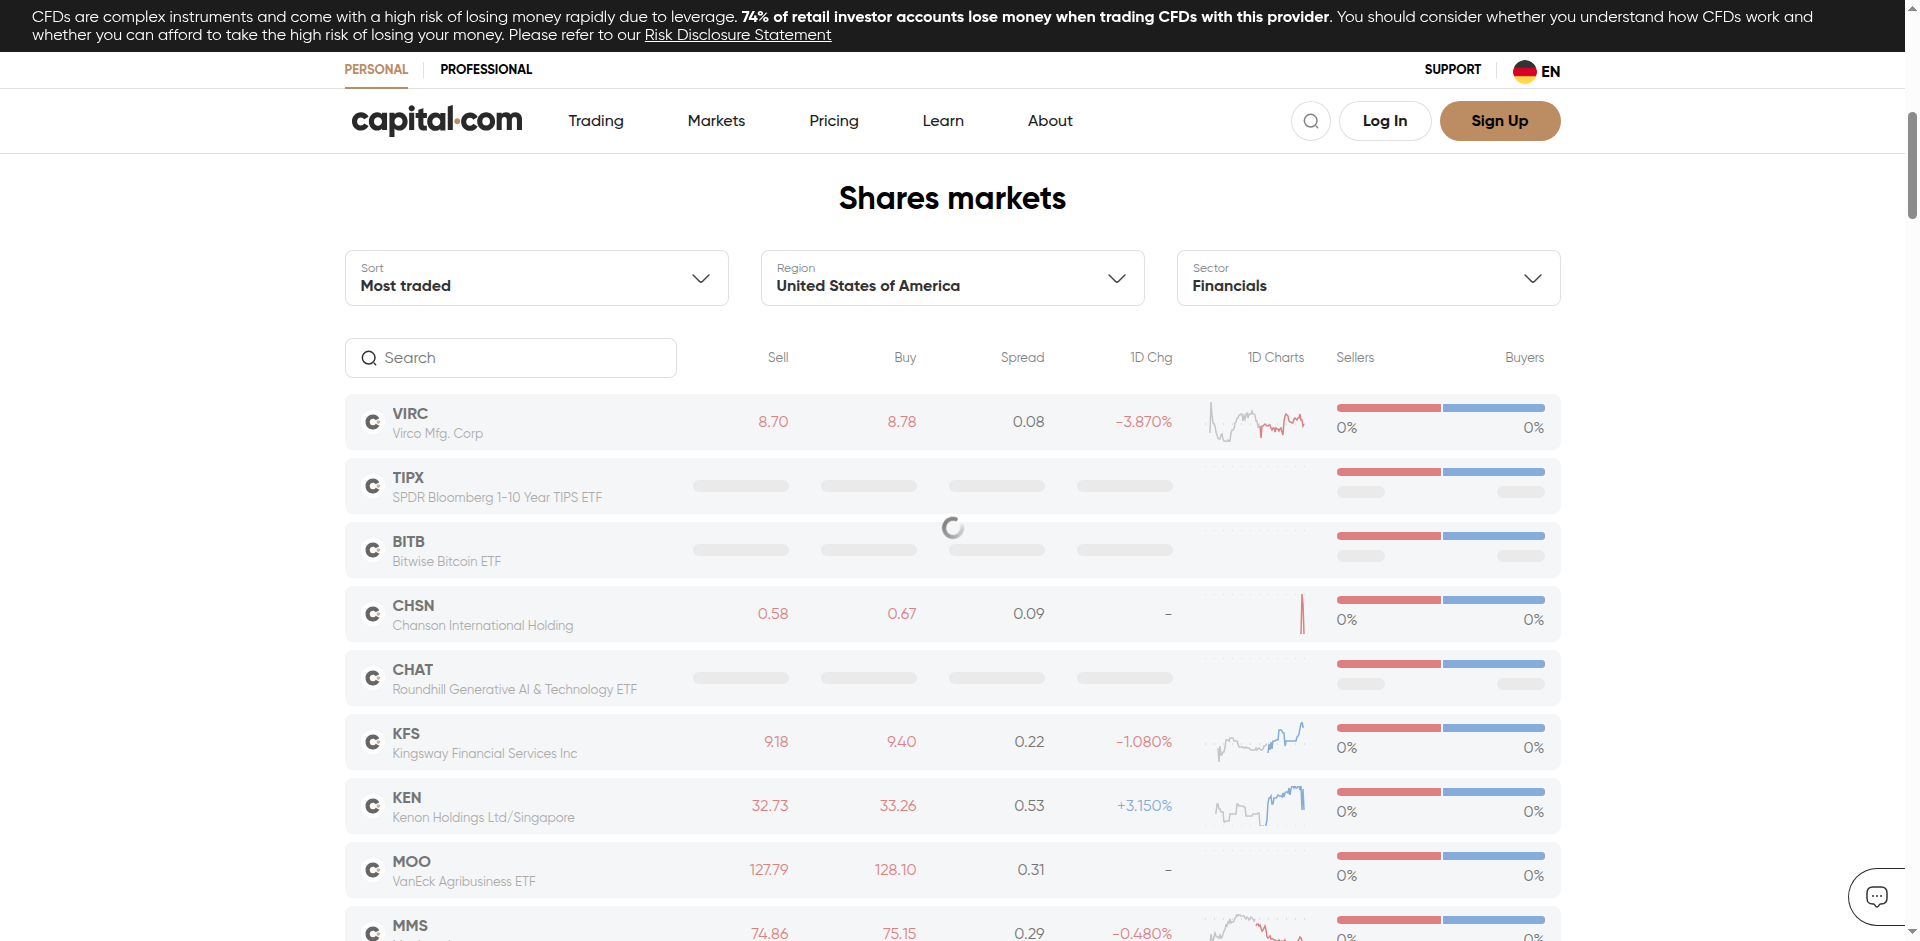 CFDs are complex instruments and come with a high risk of losing money rapidly due to leverage. 74% of retail investor accounts lose money when trading CFDs with this provider. You should consider whether you understand how CFDs work and
whether you can afford to take the high risk of losing your money. Please refer to our Risk Disclosure Statement
PERSONAL PROFESSIONAL SUPPORT EN
capital.com Trading Markets Pricing Learn About Log In Sign Up
Shares markets
Sort Region Sector
Most traded United States of America Financials
Search Sell Buy Spread 1D Chg 1D Charts Sellers Buyers
VIRC
Virco Mfg. Corp 8.70 8.78 0.08 -3.870% 0% 0%
TIPX
SPDR Bloomberg 1-10 Year TIPS ETF
BITB
Bitwise Bitcoin ETF
CHSN
Chanson International Holding 0.58 0.67 0.09 - 0% 0%
CHAT
Roundhill Generative AI & Technology ETF
KFS
Kingsway Financial Services Inc 9.18 9.40 0.22 -1.080% 0% 0%
KEN
Kenon Holdings Ltd/Singapore 32.73 33.26 0.53 +3.150% 0% 0%
MOO
VanEck Agribusiness ETF 127.79 128.10 0.31 - 0% 0%
MMS
74.86 75.15 0.29 -0.480% 0% 0%